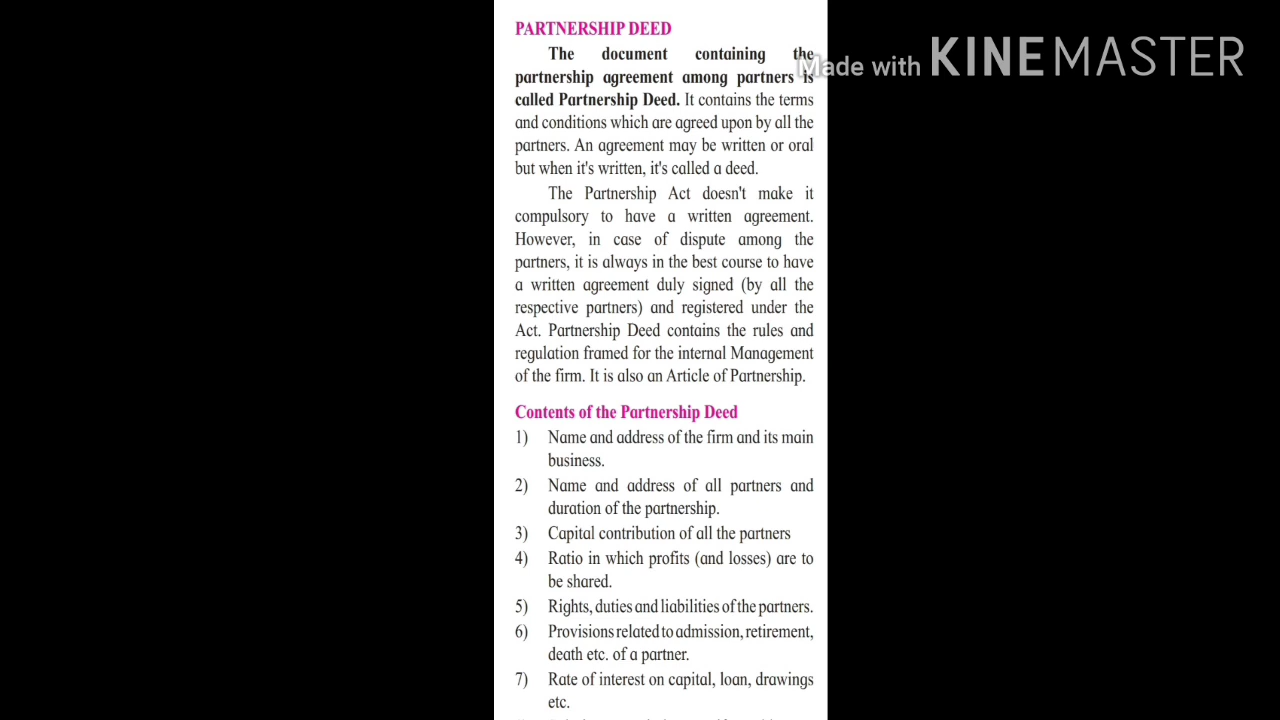 PARTNERSHIP DEED
The document containing the
partnership agreement among partners is
called Partnership Deed. It contains the terms
and conditions which are agreed upon by all the
partners. An agreement may be written or oral
but when it's written, it's called a deed.
The Partnership Act doesn't make it
compulsory to have a written agreement.
However, in case of dispute among the
partners, it is always in the best course to have
a written agreement duly signed (by all the
respective partners) and registered under the
Act. Partnership Deed contains the rules and
regulation framed for the internal Management
of the firm. It is also an Article of Partnership.
Contents of the Partnership Deed
1) Name and address of the firm and its main
business.
2) Name and address of all partners and
duration of the partnership.
3) Capital contribution of all the partners
4) Ratio in which profits (and losses) are to
be shared.
5) Rights, duties and liabilities of the partners.
6) Provisions related to admission, retirement,
death etc. of a partner.
7) Rate of interest on capital, loan, drawings
etc.
Made with KINEMASTER